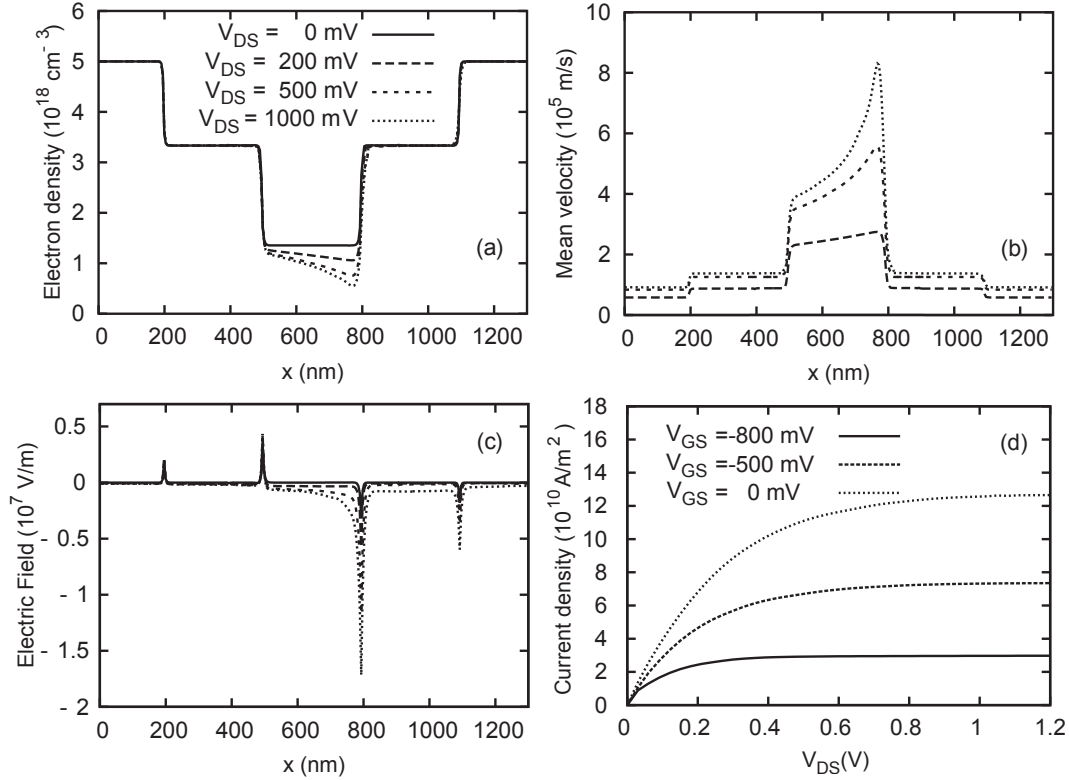 6
5
4
3
2
1
0
0 200 400 600 800 1000 1200
Electron density (10^18 cm^- 3)
x (nm)
V_DS = 0 mV
V_DS = 200 mV
V_DS = 500 mV
V_DS = 1000 mV
(a)
10
8
6
4
2
0
0 200 400 600 800 1000 1200
Mean velocity (10^5 m/s)
x (nm)
(b)
0.5
0
- 0.5
- 1
- 1.5
- 2
0 200 400 600 800 1000 1200
Electric Field (10^7 V/m)
x (nm)
(c)
18
16
14
12
10
8
6
4
2
0
0 0.2 0.4 0.6 0.8 1 1.2
Current density (10^10 A/m^2)
V_DS(V)
V_GS =-800 mV
V_GS =-500 mV
V_GS = 0 mV
(d)